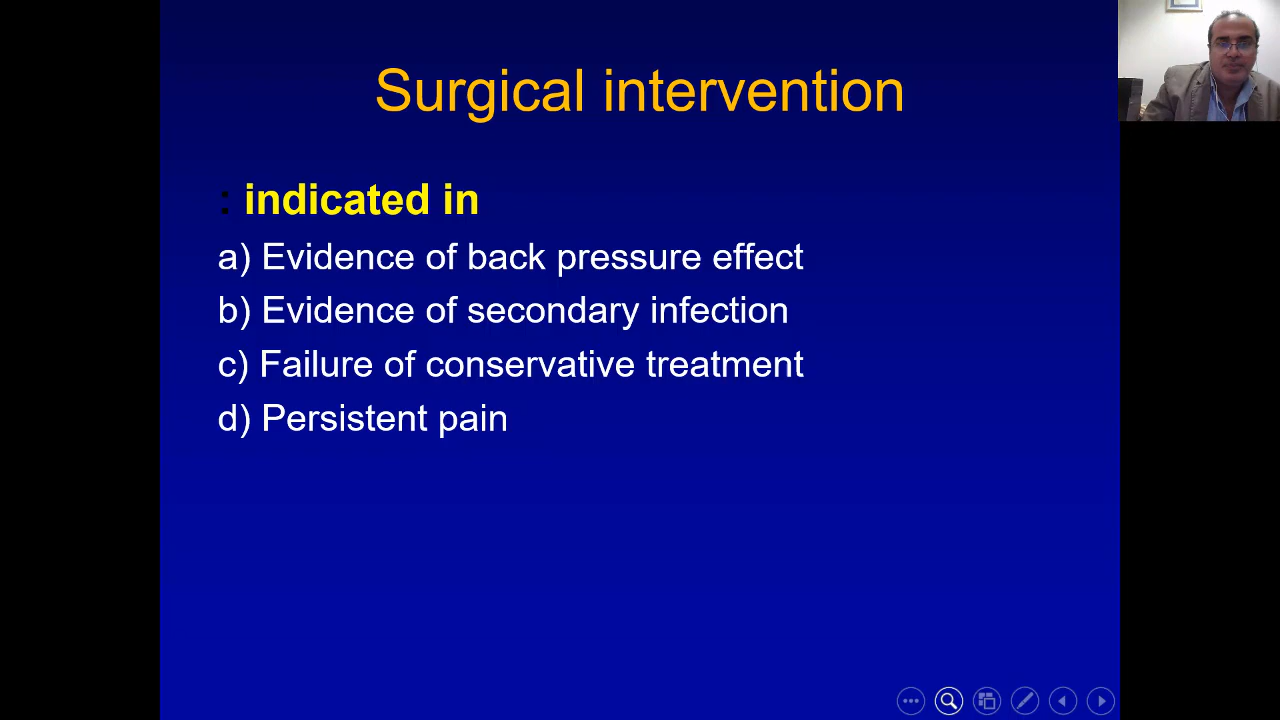 Surgical intervention
: indicated in
a) Evidence of back pressure effect
b) Evidence of secondary infection
c) Failure of conservative treatment
d) Persistent pain